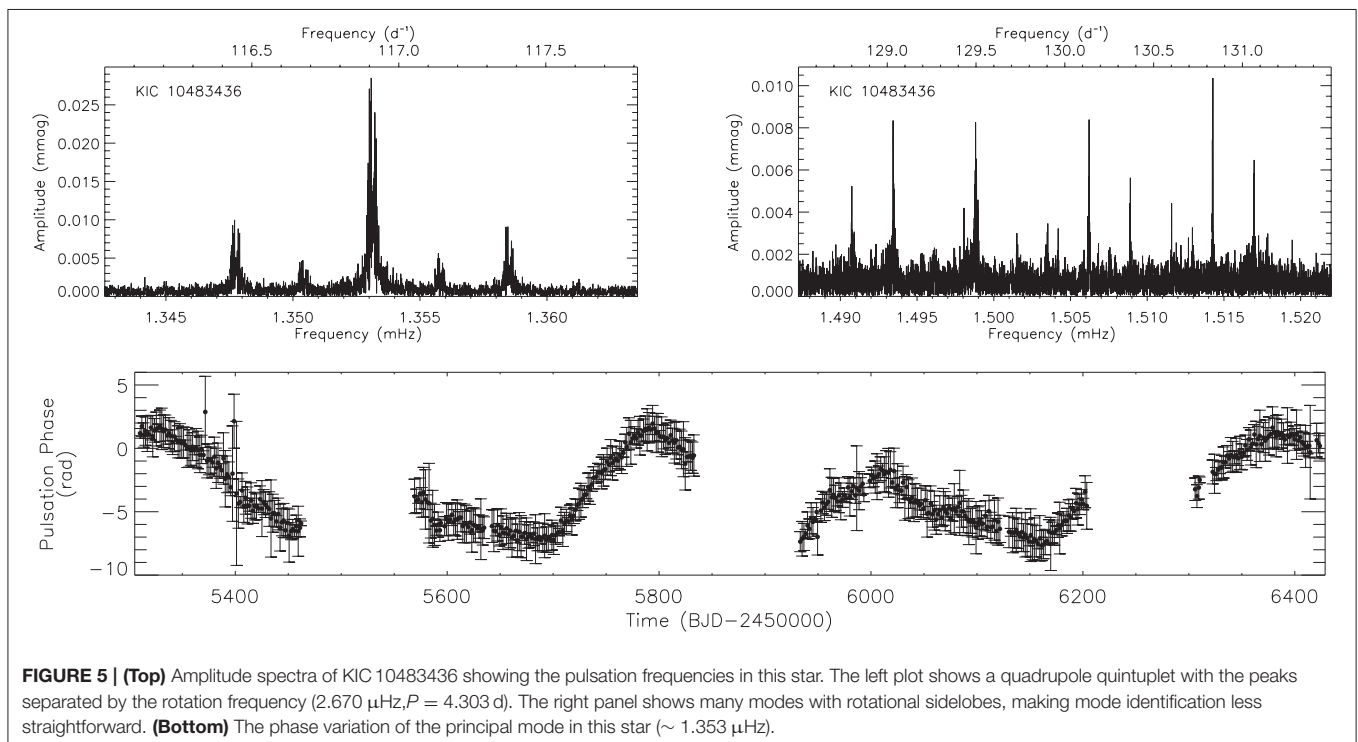 Frequency (d⁻¹)
116.5 117.0 117.5
KIC 10483436
Amplitude (mmag)
0.025
0.020
0.015
0.010
0.005
0.000
1.345 1.350 1.355 1.360
Frequency (mHz)
Frequency (d⁻¹)
129.0 129.5 130.0 130.5 131.0
KIC 10483436
Amplitude (mmag)
0.010
0.008
0.006
0.004
0.002
0.000
1.490 1.495 1.500 1.505 1.510 1.515 1.520
Frequency (mHz)
Pulsation Phase
(rad)
5
0
−5
−10
5400 5600 5800 6000 6200 6400
Time (BJD−2450000)
FIGURE 5 | (Top) Amplitude spectra of KIC 10483436 showing the pulsation frequencies in this star. The left plot shows a quadrupole quintuplet with the peaks
separated by the rotation frequency (2.670 μHz,P = 4.303 d). The right panel shows many modes with rotational sidelobes, making mode identification less
straightforward. (Bottom) The phase variation of the principal mode in this star (∼ 1.353 μHz).